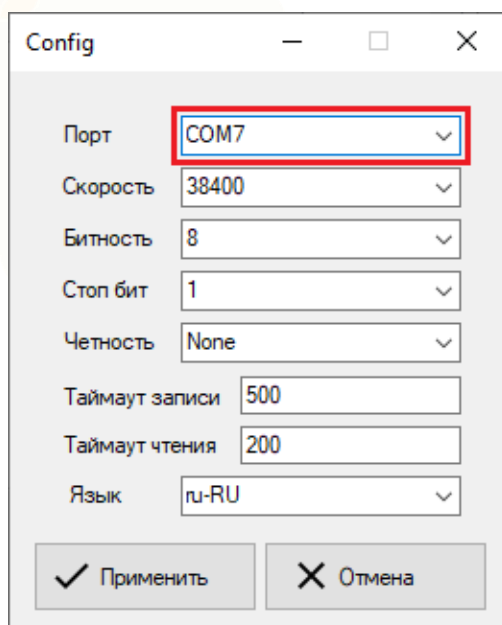 Config
Порт COM7
Скорость 38400
Битность 8
Стоп бит 1
Четность None
Таймаут записи 500
Таймаут чтения 200
Язык ru-RU
Применить Отмена